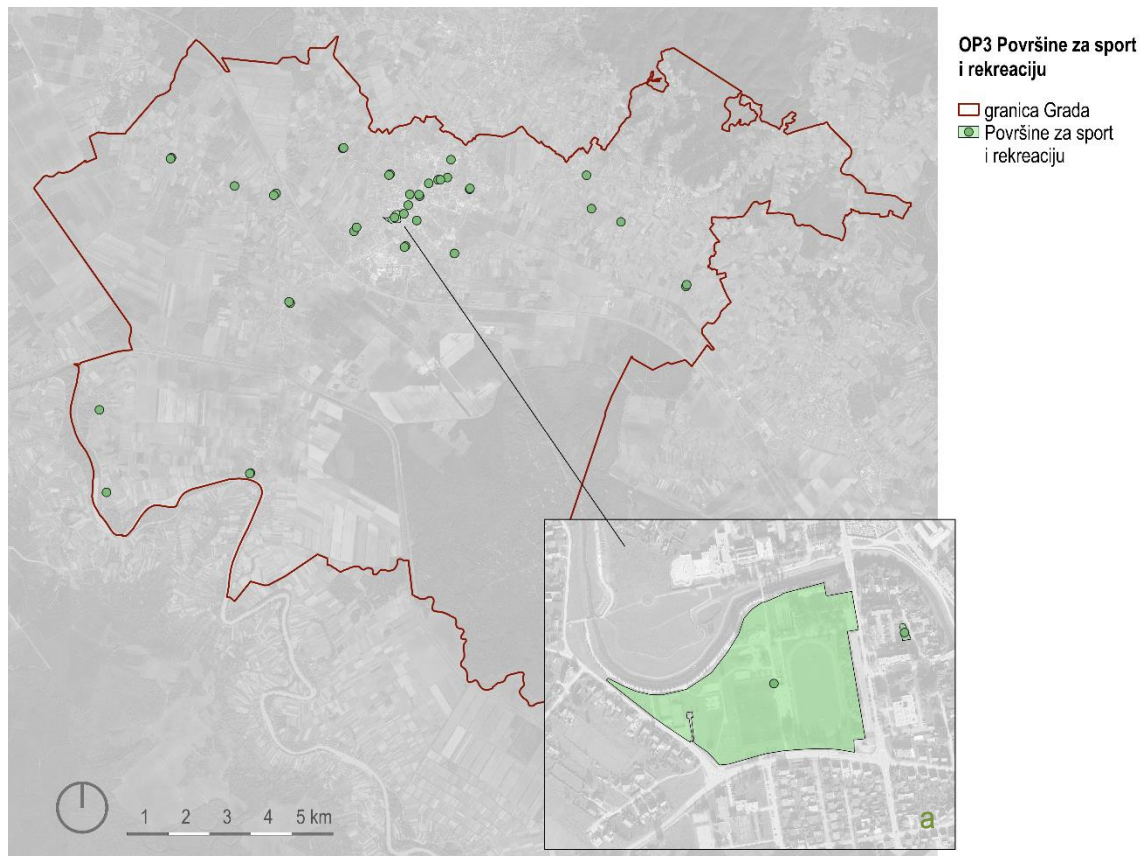 OP3 Površine za sport
i rekreaciju
granica Grada
Površine za sport
i rekreaciju
1 2 3 4 5 km
a